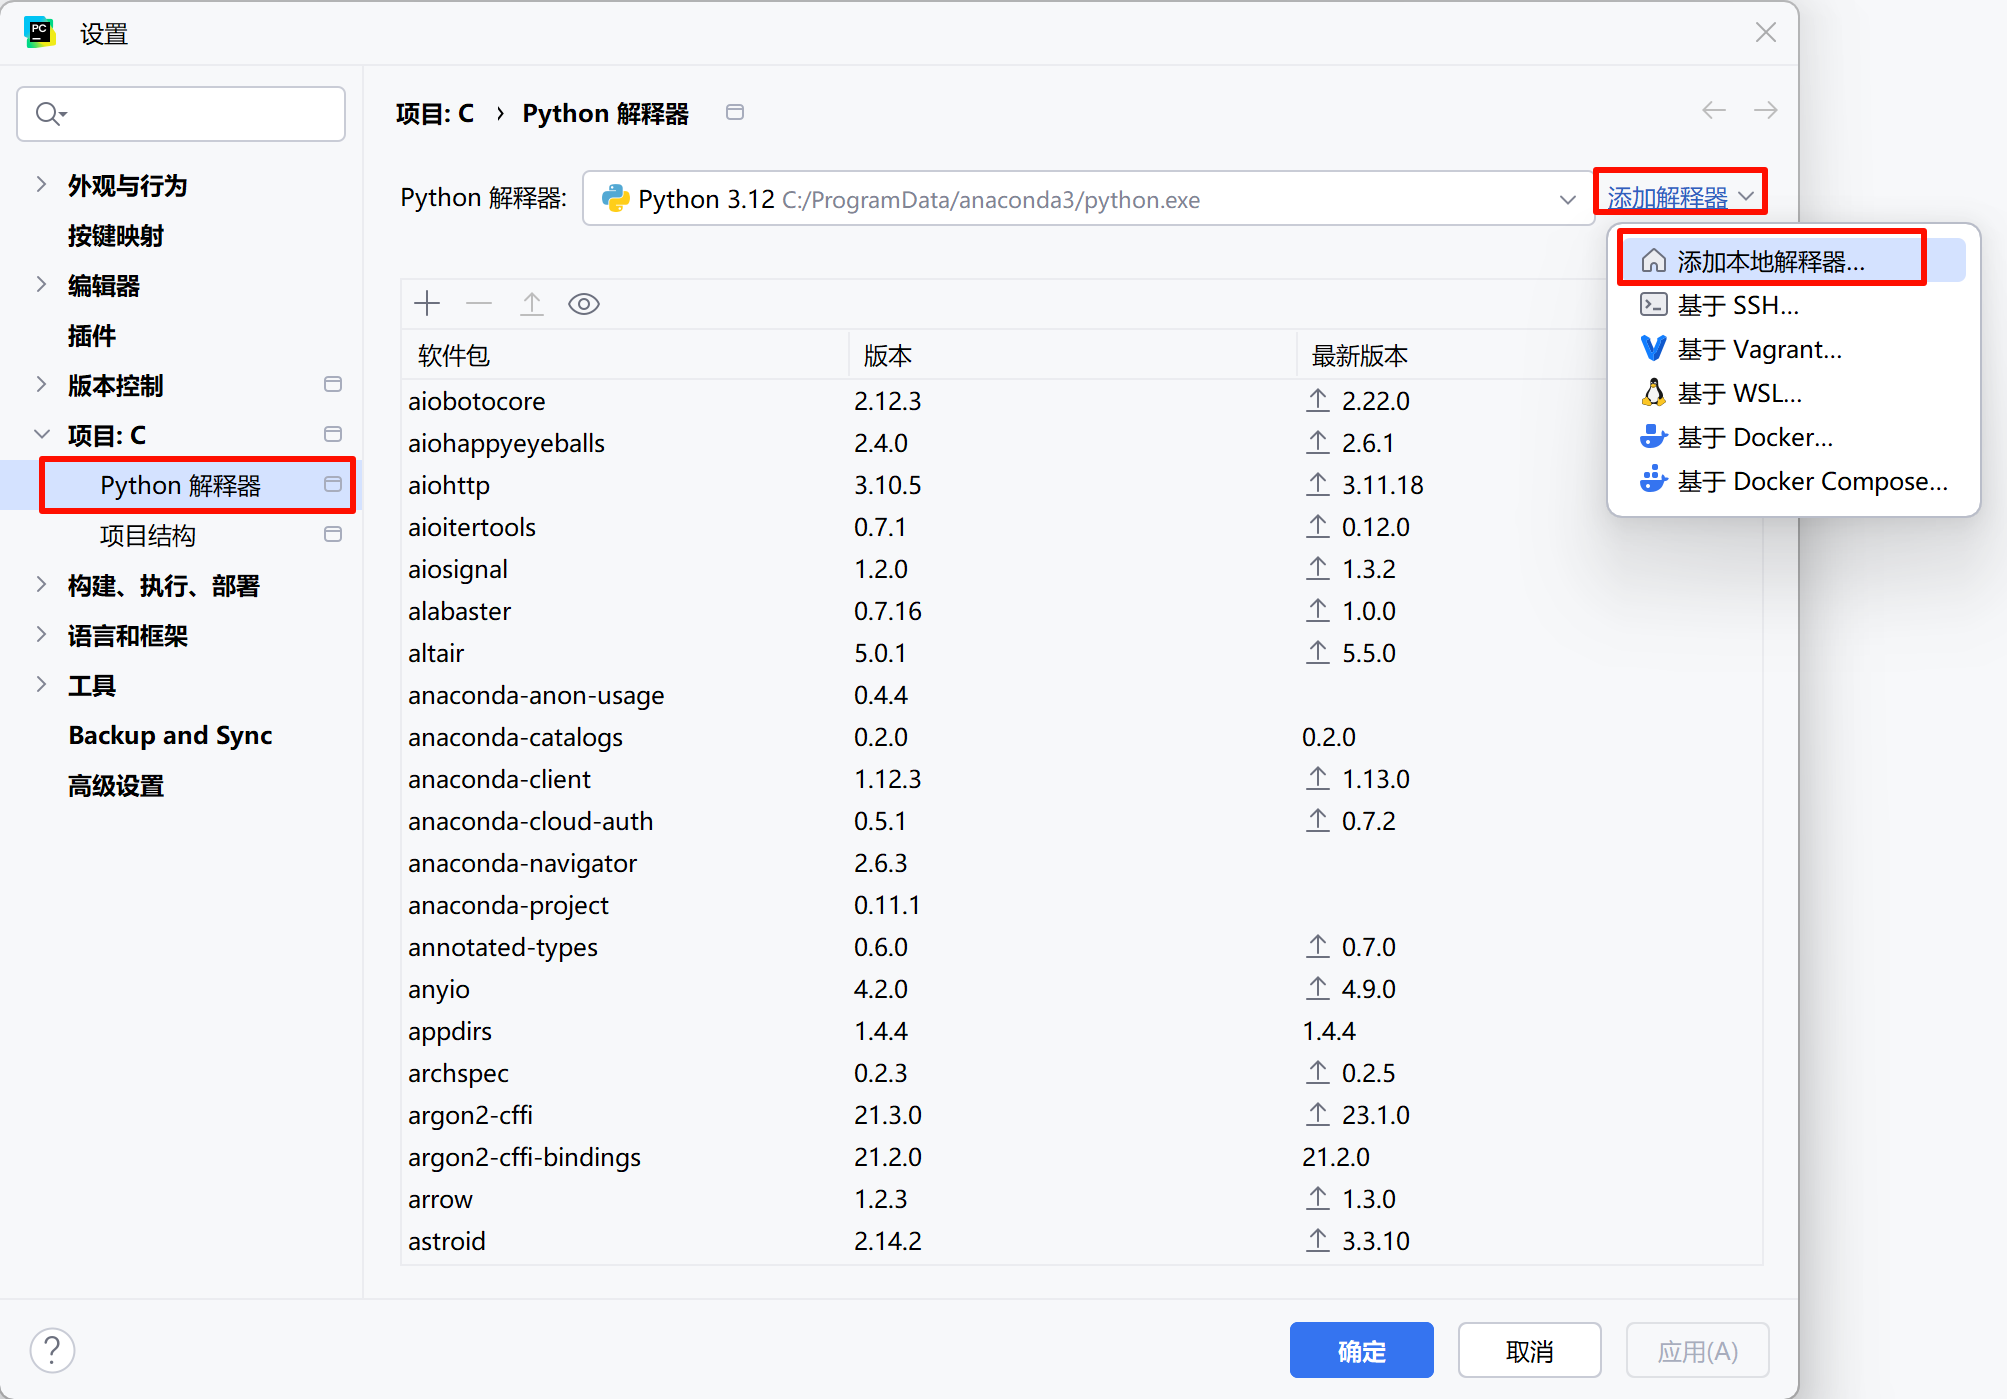 PC
设置
项目: C › Python 解释器
Python 解释器: Python 3.12 C:/ProgramData/anaconda3/python.exe 添加解释器
添加本地解释器...
基于 SSH...
基于 Vagrant...
基于 WSL...
基于 Docker...
基于 Docker Compose...
外观与行为
按键映射
编辑器
插件
版本控制
项目: C
Python 解释器
项目结构
构建、执行、部署
语言和框架
工具
Backup and Sync
高级设置
软件包 版本 最新版本
aiobotocore 2.12.3 2.22.0
aiohappyeyeballs 2.4.0 2.6.1
aiohttp 3.10.5 3.11.18
aioitertools 0.7.1 0.12.0
aiosignal 1.2.0 1.3.2
alabaster 0.7.16 1.0.0
altair 5.0.1 5.5.0
anaconda-anon-usage 0.4.4
anaconda-catalogs 0.2.0 0.2.0
anaconda-client 1.12.3 1.13.0
anaconda-cloud-auth 0.5.1 0.7.2
anaconda-navigator 2.6.3
anaconda-project 0.11.1
annotated-types 0.6.0 0.7.0
anyio 4.2.0 4.9.0
appdirs 1.4.4 1.4.4
archspec 0.2.3 0.2.5
argon2-cffi 21.3.0 23.1.0
argon2-cffi-bindings 21.2.0 21.2.0
arrow 1.2.3 1.3.0
astroid 2.14.2 3.3.10
? 确定 取消 应用(A)